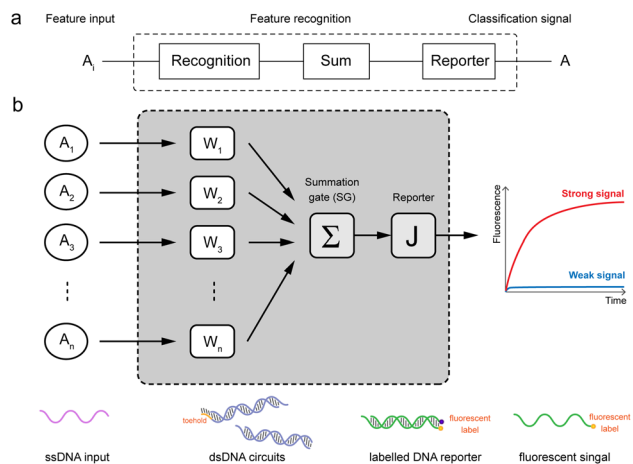 a
Feature input
Feature recognition
Classification signal
Aᵢ
Recognition
Sum
Reporter
A
b
A₁
W₁
A₂
W₂
A₃
W₃
Aₙ
Wₙ
Summation
gate (SG)
Σ
Reporter
J
Fluorescence
Strong signal
Weak signal
Time
toehold
fluorescent
label
fluorescent
label
ssDNA input
dsDNA circuits
labelled DNA reporter
fluorescent singal